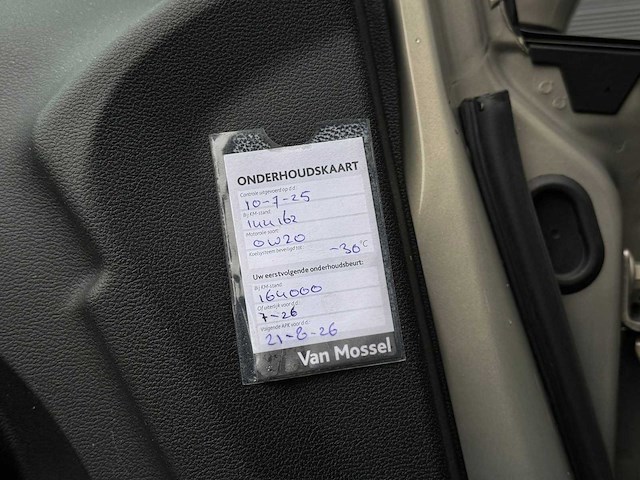 ONDERHOUDSKAART
Controle uitgevoerd d.d.:
10-7-25
Bij KM-stand:
144162
Motorolie soort:
0W20
Koelsysteem beveiligd tot:
-30°C
Uw eerstvolgende onderhoudsbeurt:
Bij KM-stand:
164000
Of uiterlijk voor d.d.:
7-26
Volgende APK voor d.d.:
21-8-26
Van Mossel